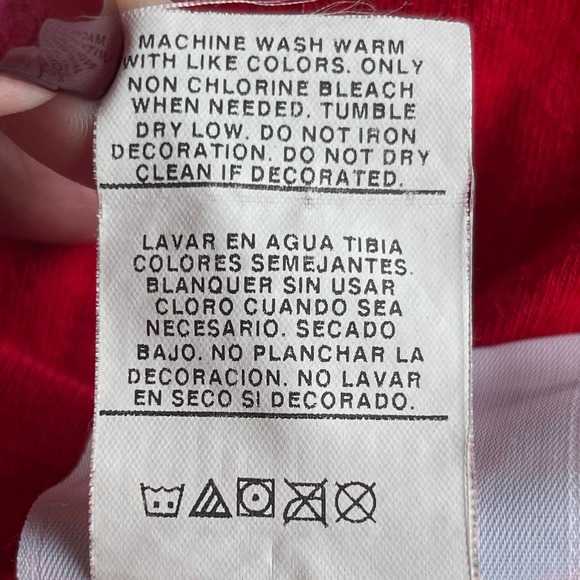 MACHINE WASH WARM
WITH LIKE COLORS. ONLY
NON CHLORINE BLEACH
WHEN NEEDED. TUMBLE
DRY LOW. DO NOT IRON
DECORATION. DO NOT DRY
CLEAN IF DECORATED.
LAVAR EN AGUA TIBIA
COLORES SEMEJANTES.
BLANQUER SIN USAR
CLORO CUANDO SEA
NECESARIO. SECADO
BAJO. NO PLANCHAR LA
DECORACION. NO LAVAR
EN SECO SI DECORADO.